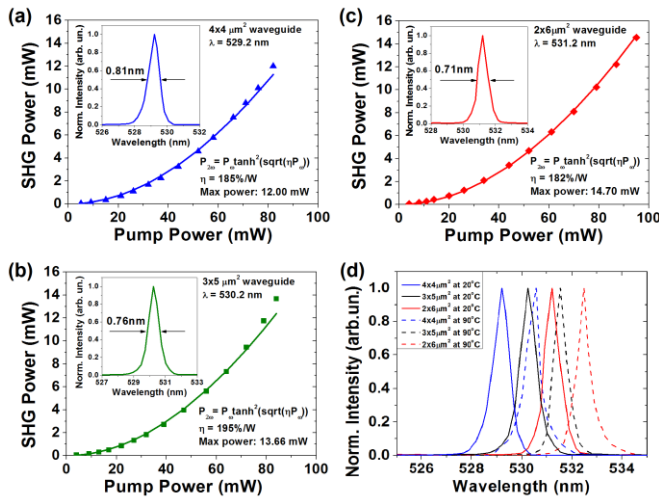 (a)
4x4 μm² waveguide
λ = 529.2 nm
0.81nm
Norm. Intensity (arb. un.)
1.0
0.8
0.6
0.4
0.2
0.0
526 528 530 532
Wavelength (nm)
SHG Power (mW)
16
14
12
10
8
6
4
2
0
P2ω= Pωtanh²(sqrt(ηPω))
η = 185%/W
Max power: 12.00 mW
0 20 40 60 80 100
Pump Power (mW)
(c)
2x6μm² waveguide
λ = 531.2 nm
0.71nm
Norm. Intensity (arb. un.)
1.0
0.8
0.6
0.4
0.2
0.0
528 530 532 534
Wavelength (nm)
SHG Power (mW)
16
14
12
10
8
6
4
2
0
P2ω= Pωtanh²(sqrt(ηPω))
η = 182%/W
Max power: 14.70 mW
0 20 40 60 80 100
Pump Power (mW)
(b)
3x5 μm² waveguide
λ = 530.2 nm
0.76nm
Norm. Intensity (arb. un.)
1.0
0.8
0.6
0.4
0.2
0.0
527 529 531 533
Wavelength (nm)
SHG Power (mW)
16
14
12
10
8
6
4
2
0
P2ω= Pωtanh²(sqrt(ηPω))
η = 195%/W
Max power: 13.66 mW
0 20 40 60 80 100
Pump Power (mW)
(d)
4x4μm² at 20°C
3x5μm² at 20°C
2x6μm² at 20°C
4x4μm² at 90°C
3x5μm² at 90°C
2x6μm² at 90°C
Norm. Intensity (arb.un.)
1.0
0.8
0.6
0.4
0.2
0.0
526 528 530 532 534
Wavelength (nm)